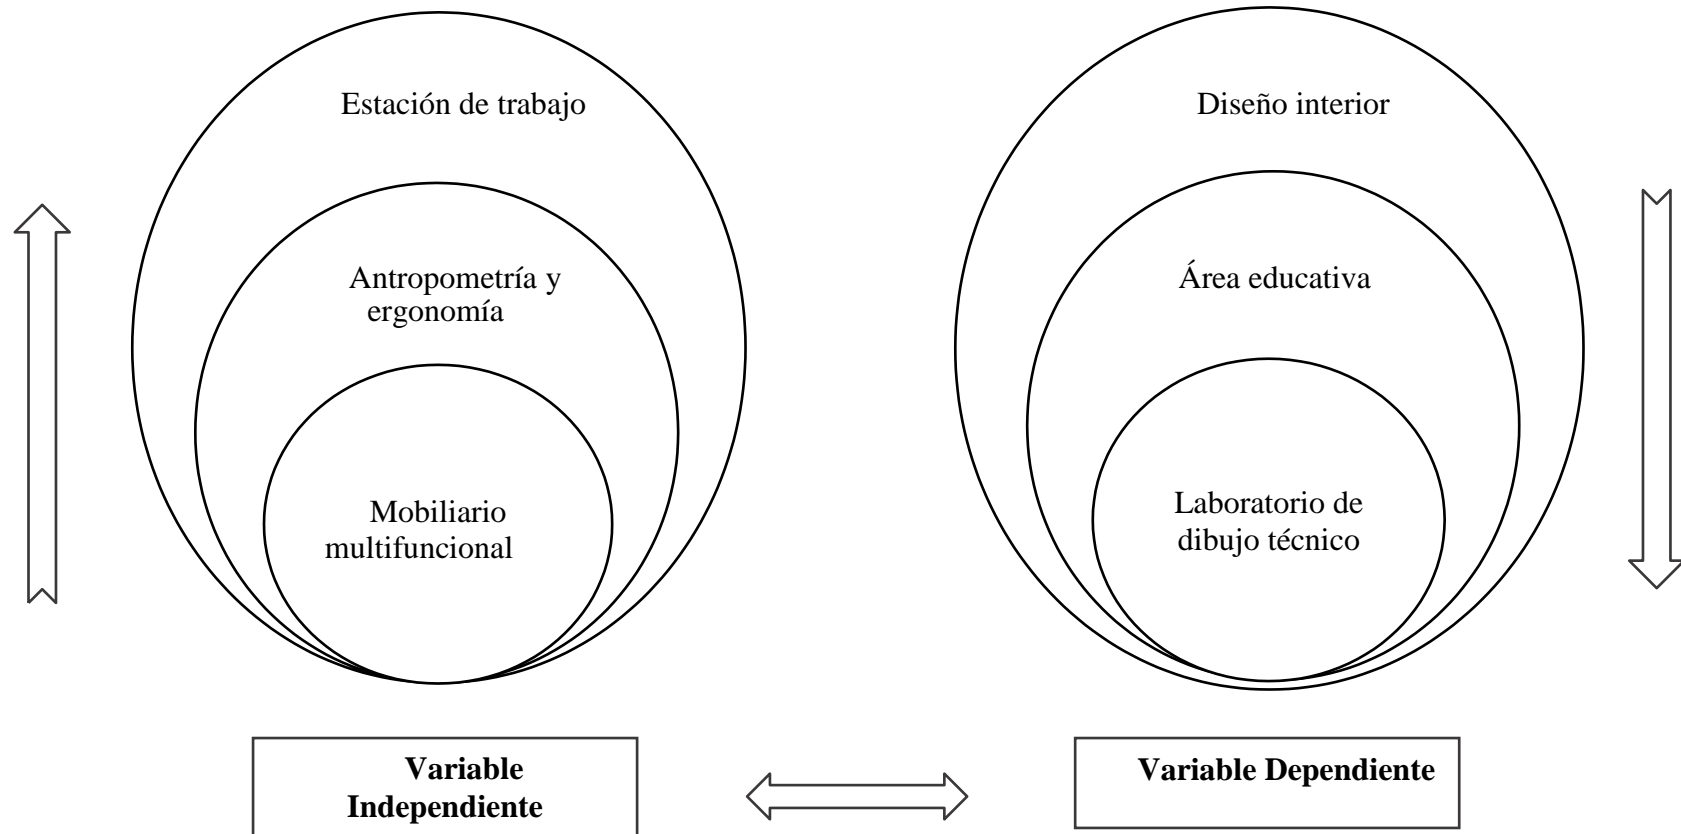 Estación de trabajo
Antropometría y
ergonomía
Mobiliario
multifuncional
Variable
Independiente
Diseño interior
Área educativa
Laboratorio de
dibujo técnico
Variable Dependiente